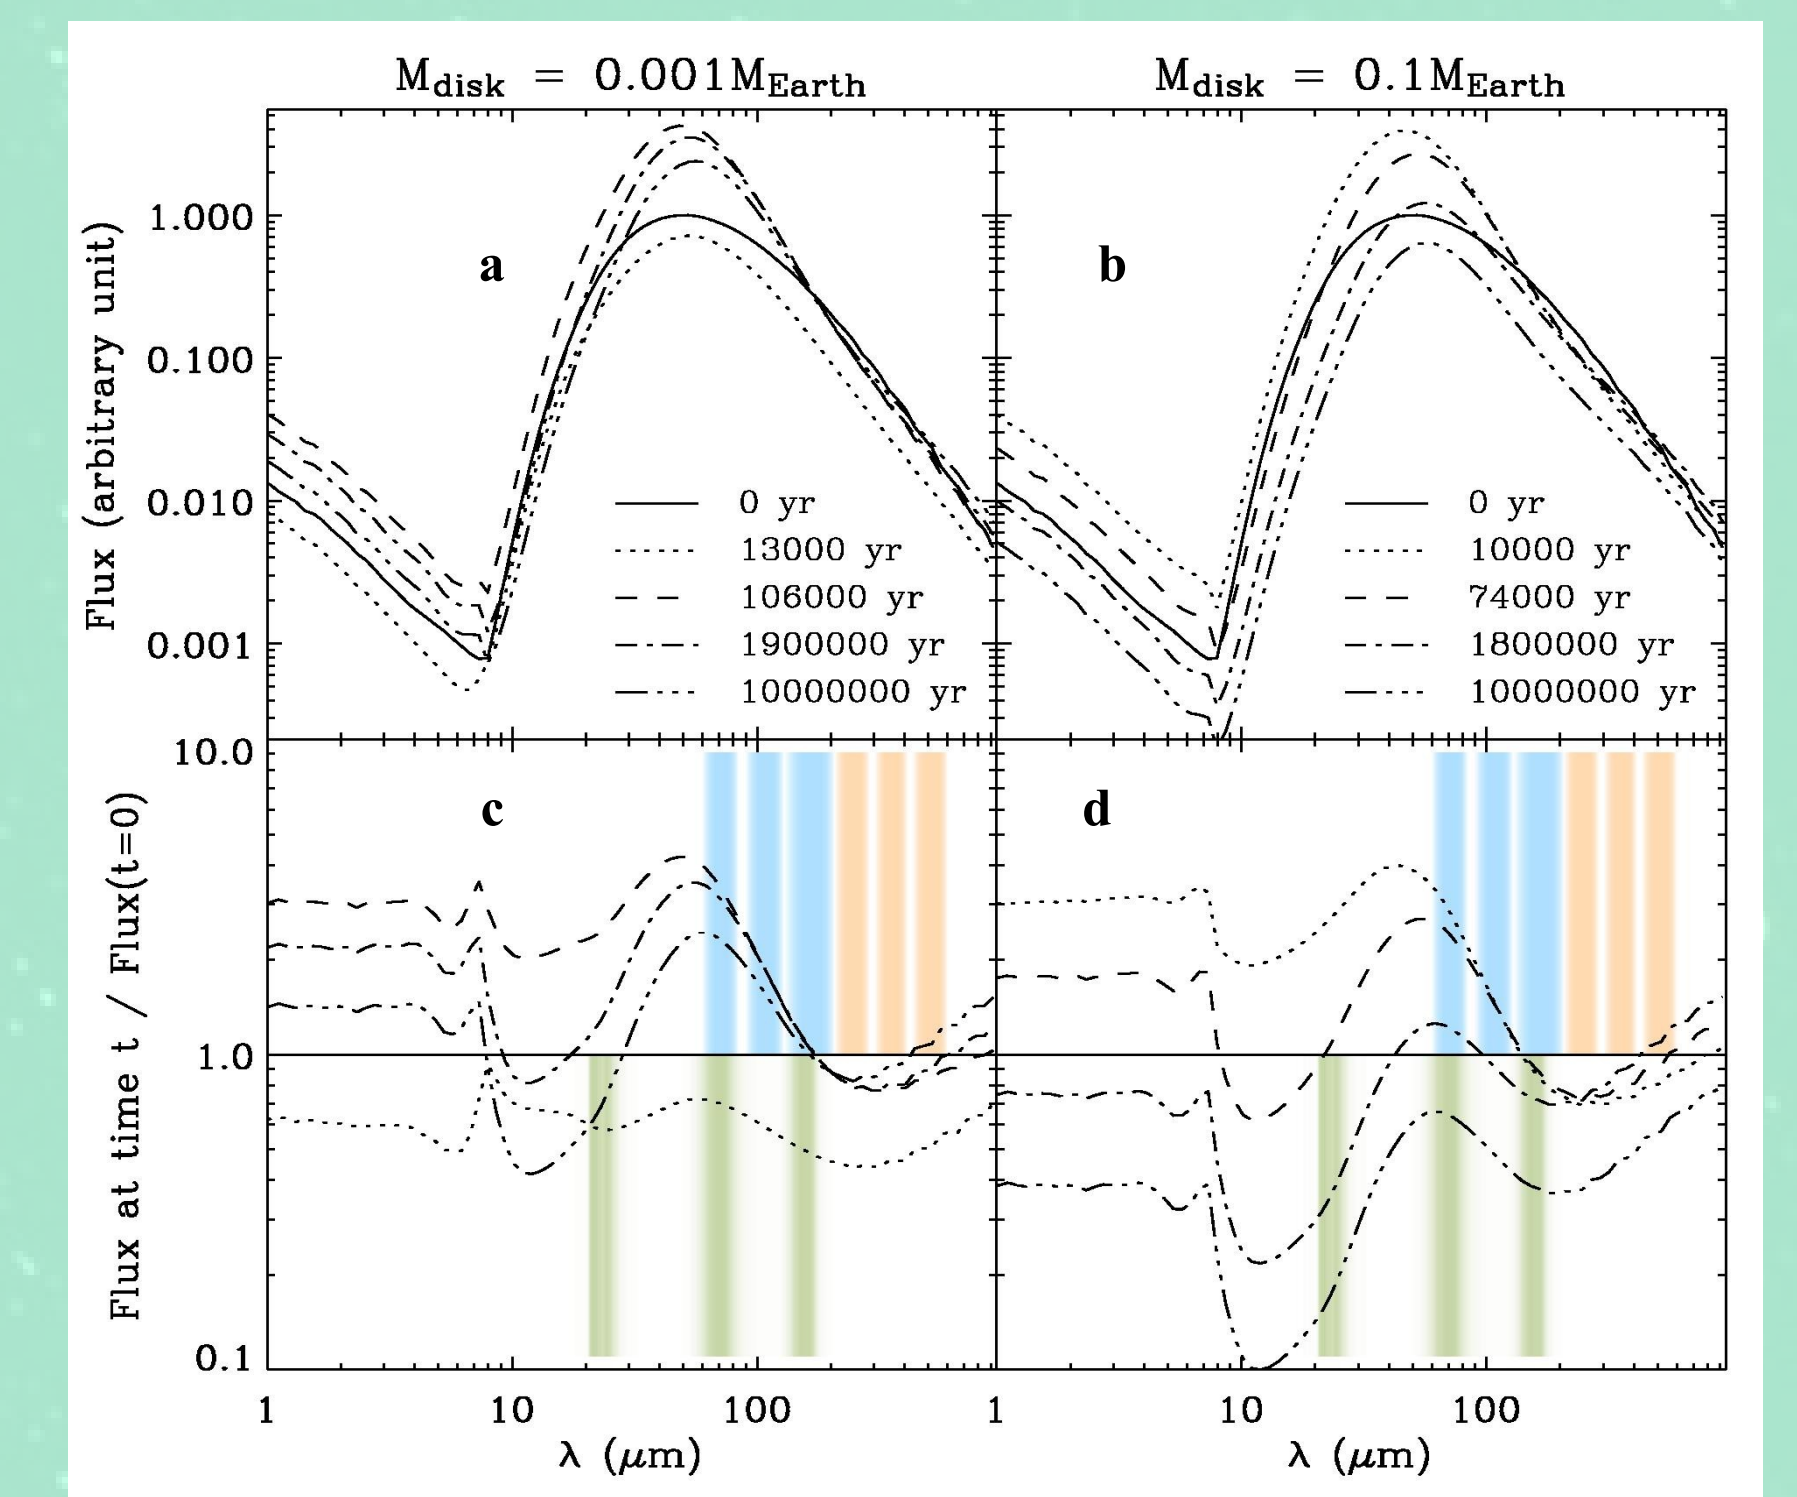 M_disk = 0.001M_Earth
M_disk = 0.1M_Earth
Flux (arbitrary unit)
1.000
0.100
0.010
0.001
a
0 yr
13000 yr
106000 yr
1900000 yr
10000000 yr
b
0 yr
10000 yr
74000 yr
1800000 yr
10000000 yr
Flux at time t / Flux(t=0)
10.0
1.0
0.1
c
d
1 10 100 1 10 100
λ (μm) λ (μm)